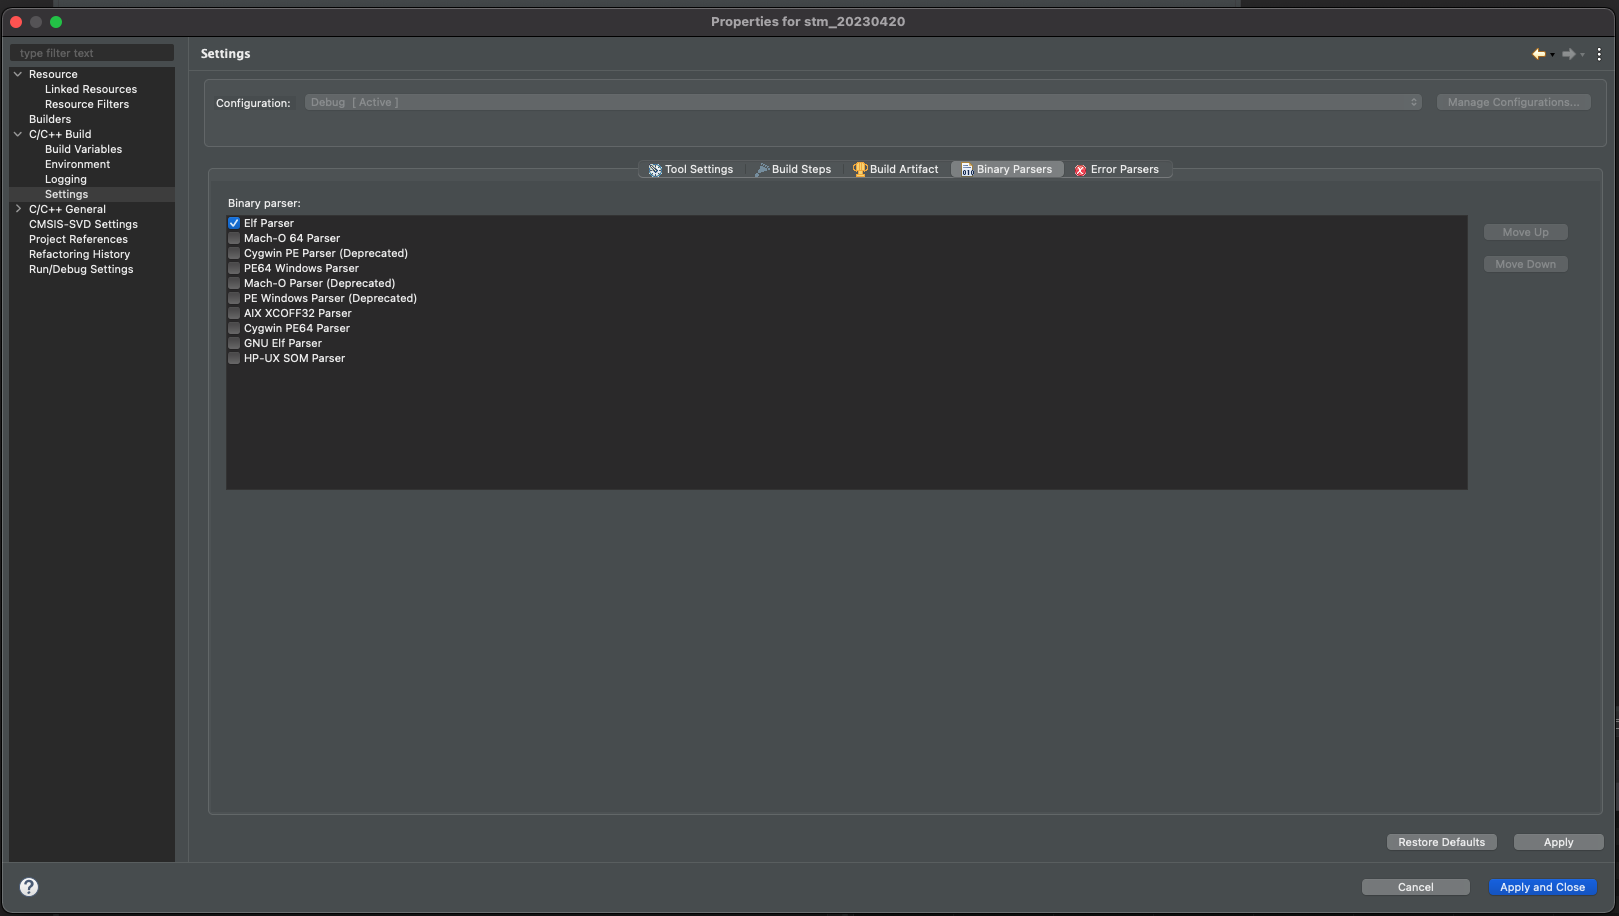 Properties for stm_20230420
type filter text
Resource
Linked Resources
Resource Filters
Builders
C/C++ Build
Build Variables
Environment
Logging
Settings
C/C++ General
CMSIS-SVD Settings
Project References
Refactoring History
Run/Debug Settings
Settings
Configuration: Debug [ Active ] Manage Configurations...
Tool Settings Build Steps Build Artifact Binary Parsers Error Parsers
Binary parser:
Elf Parser
Mach-O 64 Parser
Cygwin PE Parser (Deprecated)
PE64 Windows Parser
Mach-O Parser (Deprecated)
PE Windows Parser (Deprecated)
AIX XCOFF32 Parser
Cygwin PE64 Parser
GNU Elf Parser
HP-UX SOM Parser
Move Up
Move Down
Restore Defaults Apply
? Cancel Apply and Close